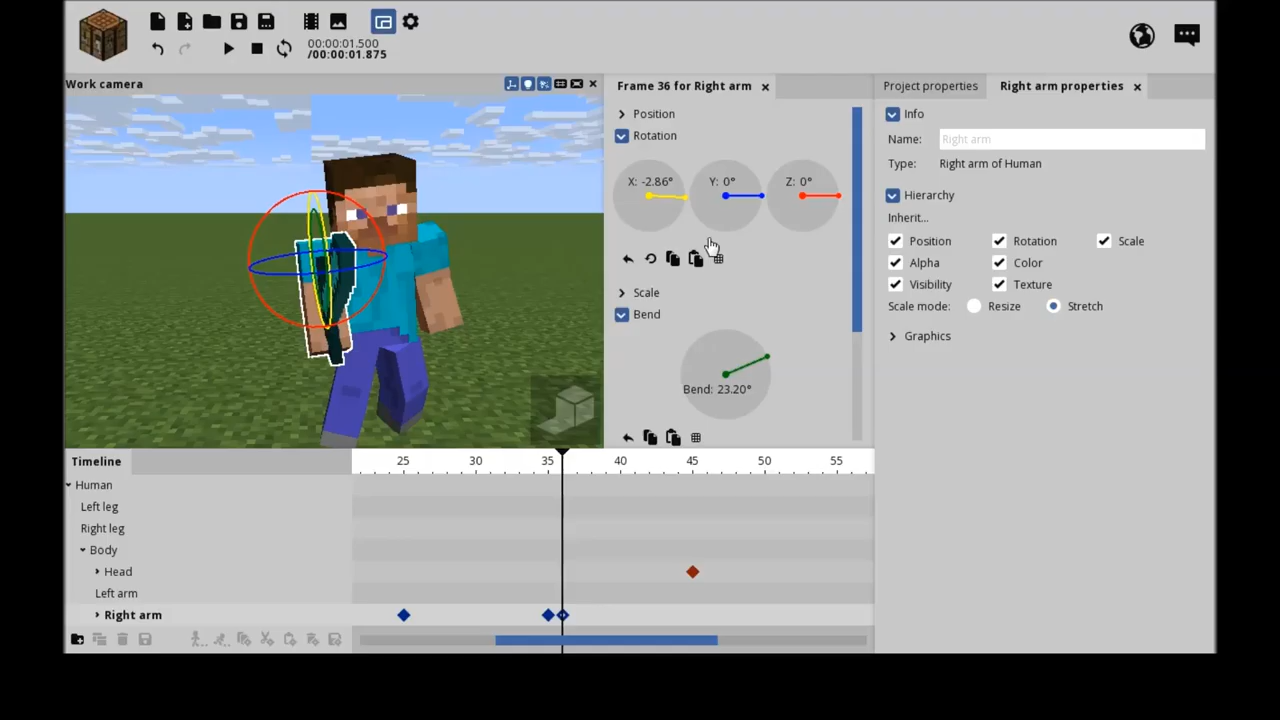 00:00:01.500
/00:00:01.875
Work camera
Frame 36 for Right arm
Position
Rotation
X: -2.86°
Y: 0°
Z: 0°
Scale
Bend
Bend: 23.20°
Project properties
Right arm properties
Info
Name: Right arm
Type: Right arm of Human
Hierarchy
Inherit...
Position Rotation Scale
Alpha Color
Visibility Texture
Scale mode: Resize Stretch
Graphics
Timeline
25 30 35 40 45 50 55
Human
Left leg
Right leg
Body
Head
Left arm
Right arm